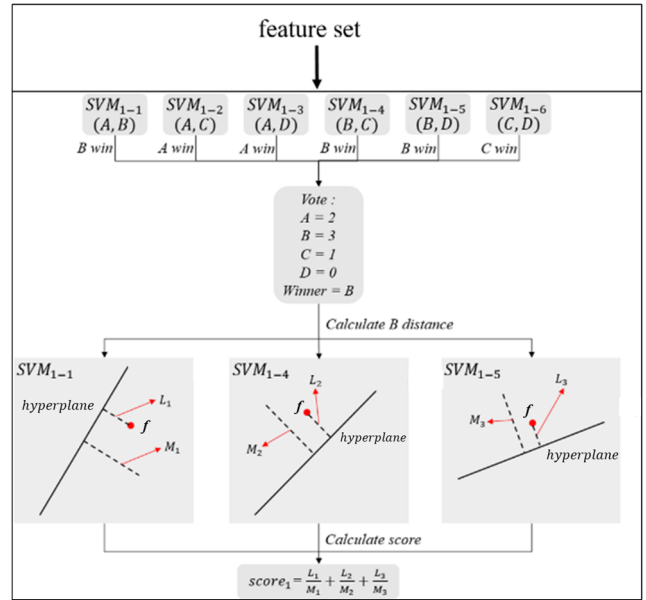 feature set
SVM₁₋₁ SVM₁₋₂ SVM₁₋₃ SVM₁₋₄ SVM₁₋₅ SVM₁₋₆
(A, B) (A, C) (A, D) (B, C) (B, D) (C, D)
B win A win A win B win B win C win
Vote :
A = 2
B = 3
C = 1
D = 0
Winner = B
Calculate B distance
SVM₁₋₁
hyperplane
L₁
f
M₁
SVM₁₋₄
L₂
f
M₂
hyperplane
SVM₁₋₅
L₃
f
M₃
hyperplane
Calculate score
score₁ = L₁/M₁ + L₂/M₂ + L₃/M₃